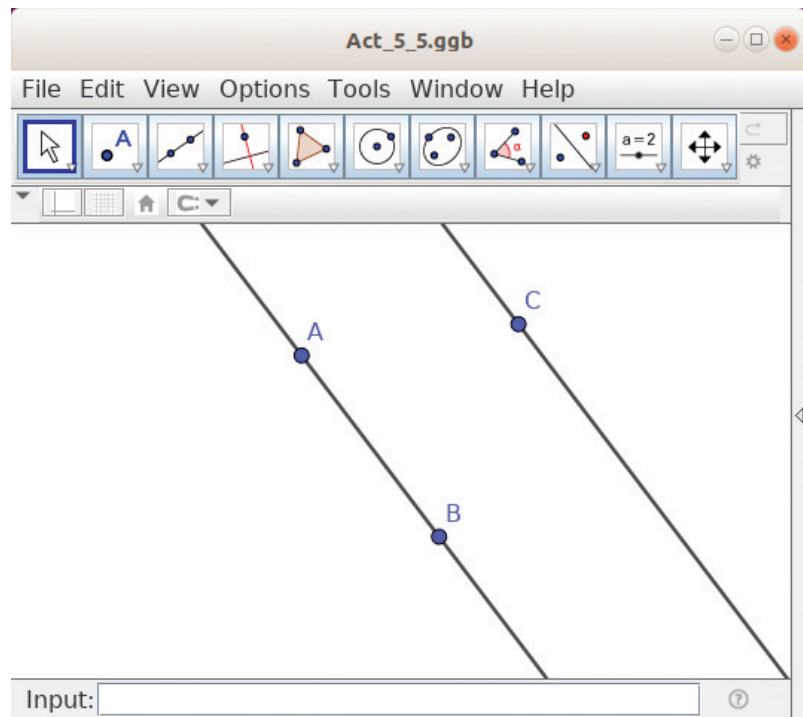 Act_5_5.ggb
File Edit View Options Tools Window Help
A
α
a=2
A
C
B
Input: